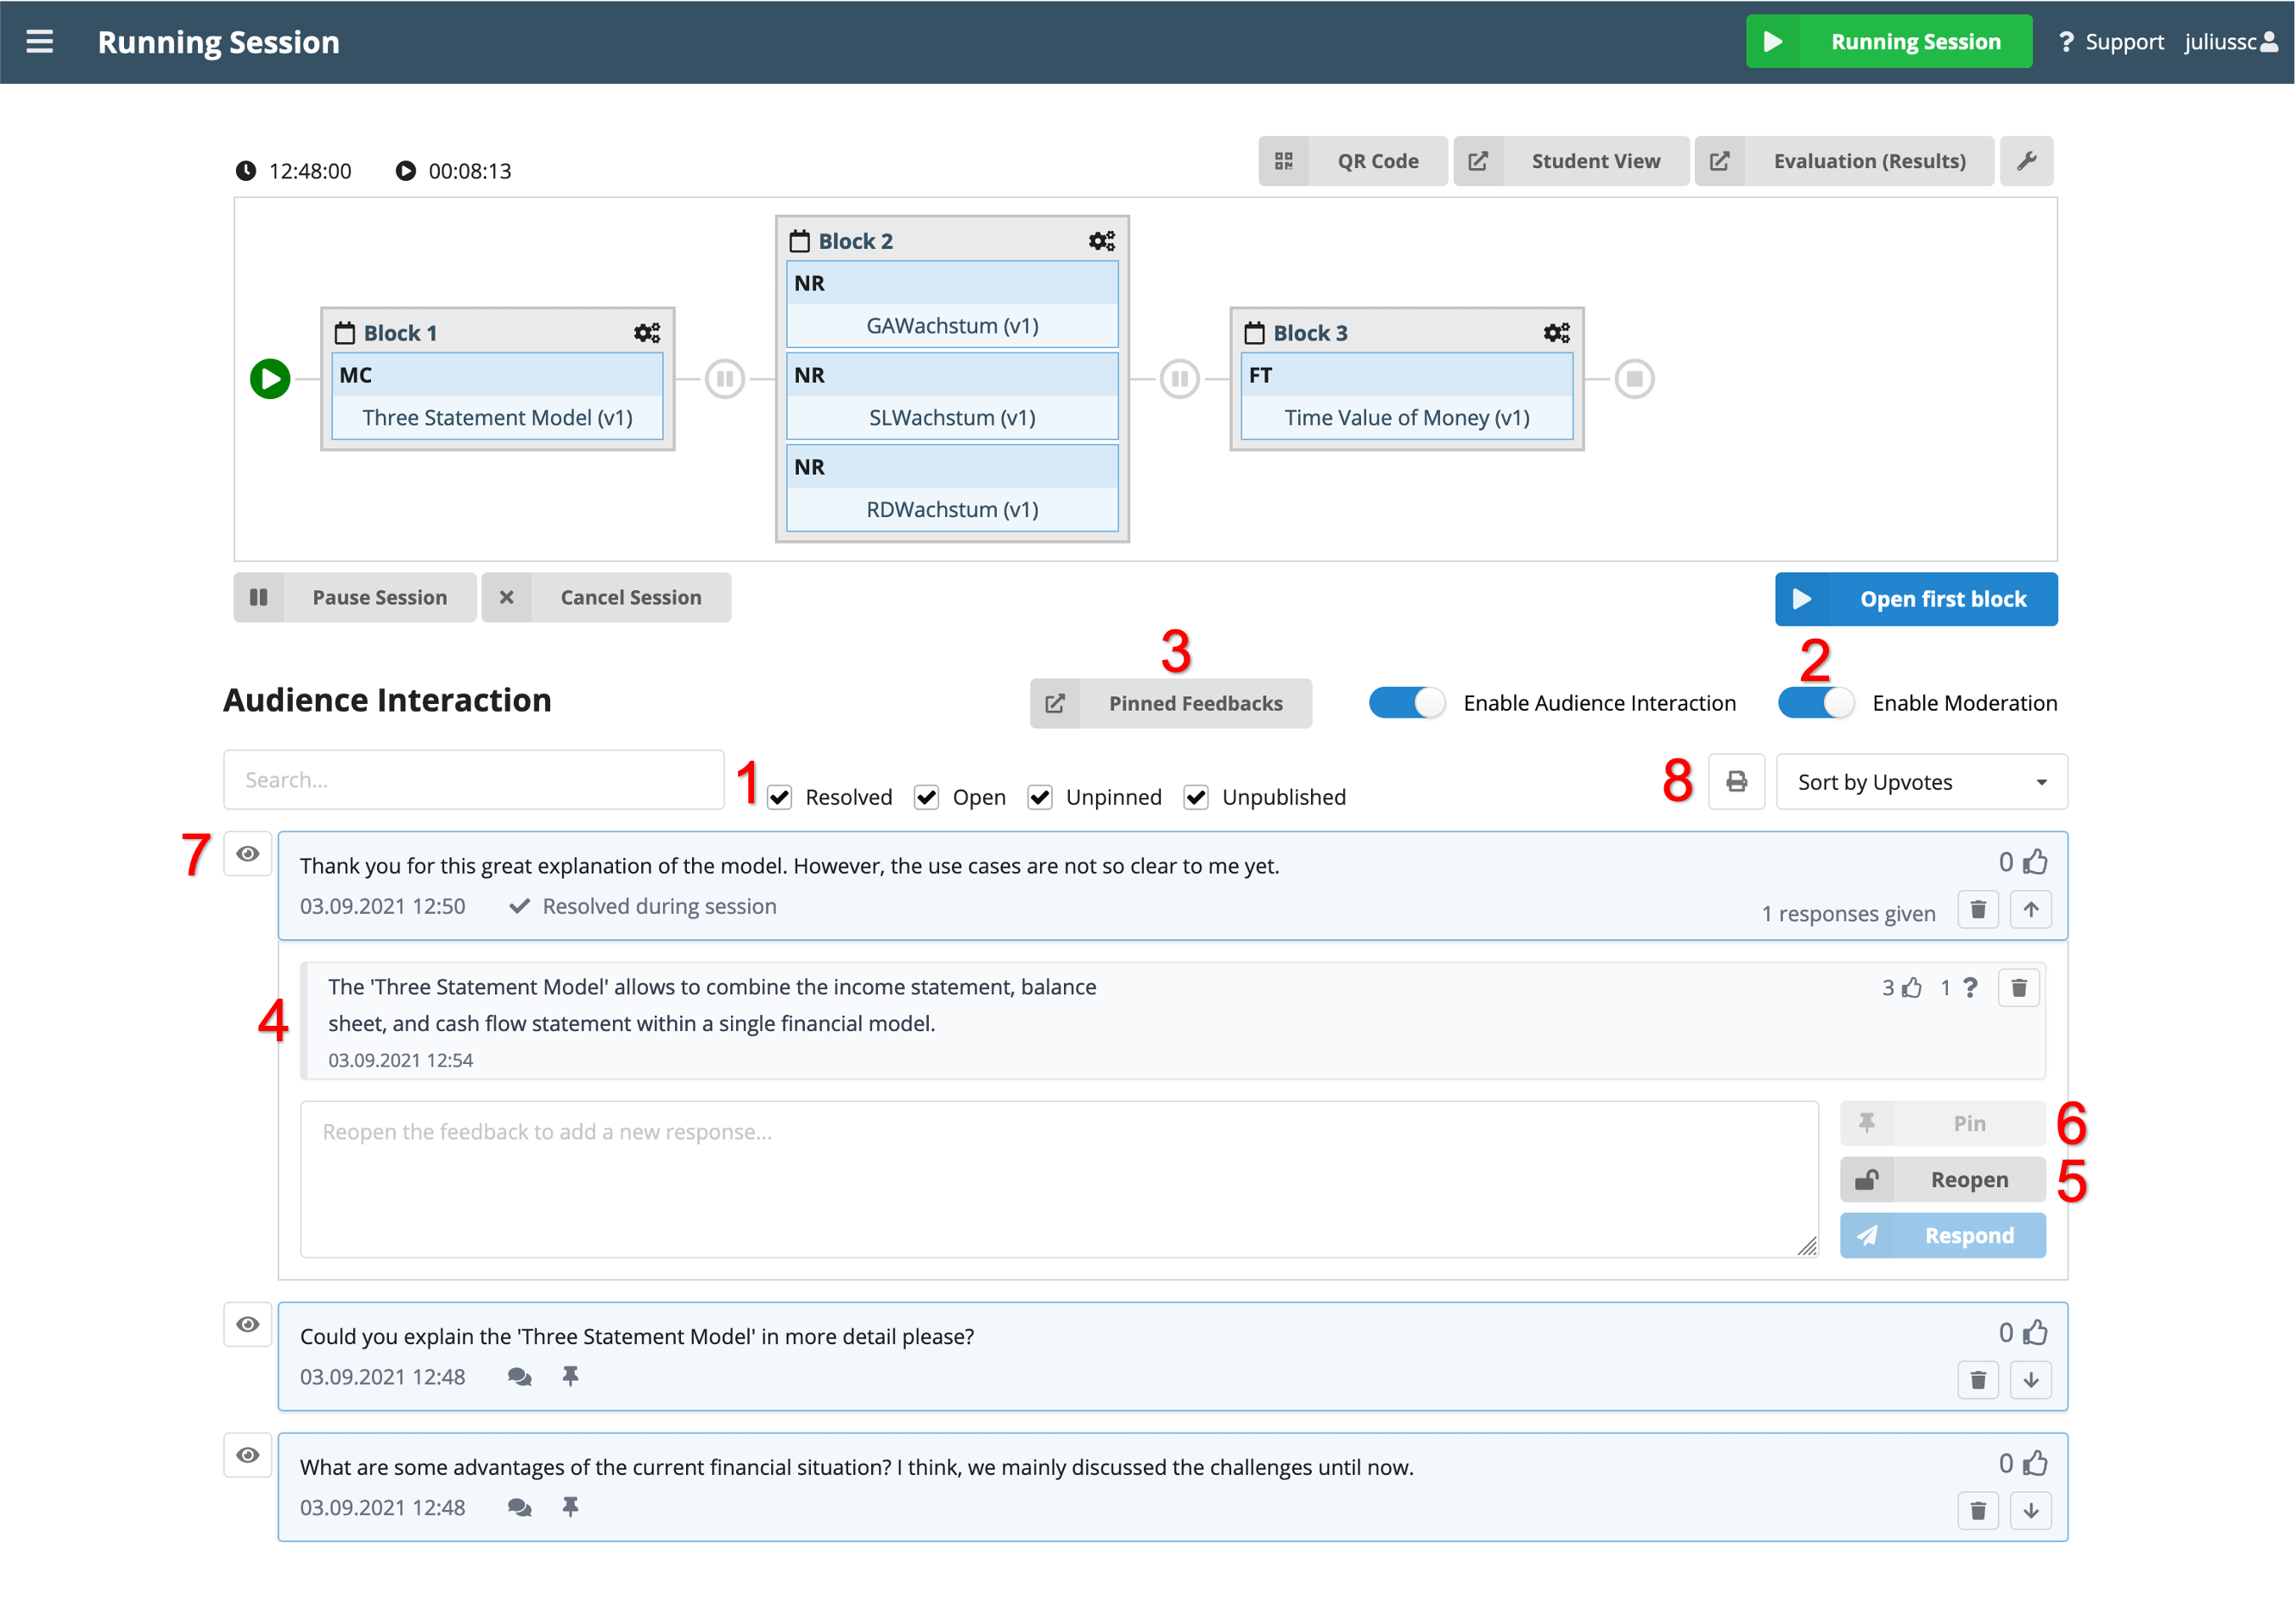 Running Session
Running Session
? Support
juliussc
12:48:00
00:08:13
QR Code
Student View
Evaluation (Results)
Block 1
MC
Three Statement Model (v1)
Block 2
NR
GAWachstum (v1)
NR
SLWachstum (v1)
NR
RDWachstum (v1)
Block 3
FT
Time Value of Money (v1)
Pause Session
Cancel Session
Open first block
Audience Interaction
3
Pinned Feedbacks
Enable Audience Interaction
2
Enable Moderation
Search...
1
Resolved
Open
Unpinned
Unpublished
8
Sort by Upvotes
7
Thank you for this great explanation of the model. However, the use cases are not so clear to me yet.
0
03.09.2021 12:50
Resolved during session
1 responses given
4
The 'Three Statement Model' allows to combine the income statement, balance
sheet, and cash flow statement within a single financial model.
03.09.2021 12:54
3
1 ?
Reopen the feedback to add a new response...
Pin
6
Reopen
5
Respond
Could you explain the 'Three Statement Model' in more detail please?
0
03.09.2021 12:48
What are some advantages of the current financial situation? I think, we mainly discussed the challenges until now.
0
03.09.2021 12:48